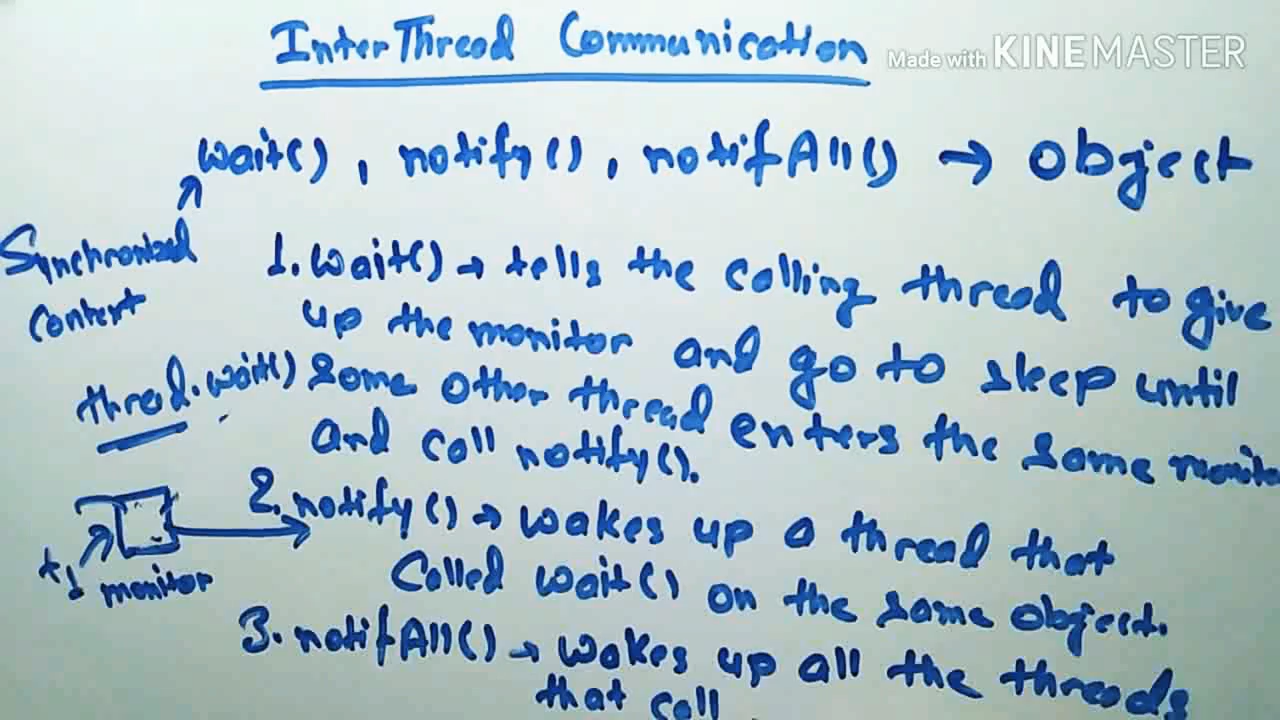 InterThread Communication
Made with KINEMASTER
wait(), notify(), notifAll() → Object
Synchronized
context
1. wait() → tells the calling thread to give
up the monitor and go to sleep until
some other thread enters the same monito
and call notify().
thread.wait()
2. notify() → wakes up a thread that
Called wait() on the same object.
t1 monitor
3. notifAll() → wakes up all the threads
that call